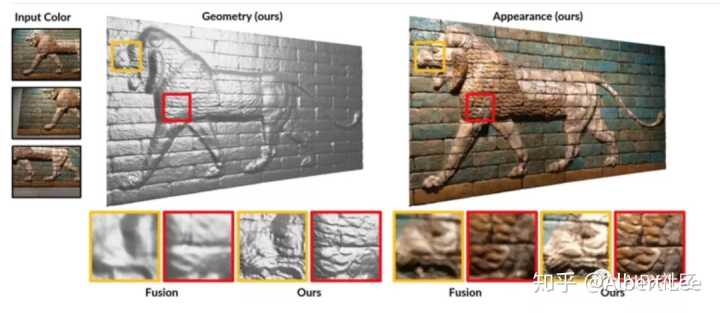 Input Color
Geometry (ours)
Appearance (ours)
Fusion
Ours
Fusion
Ours
知乎